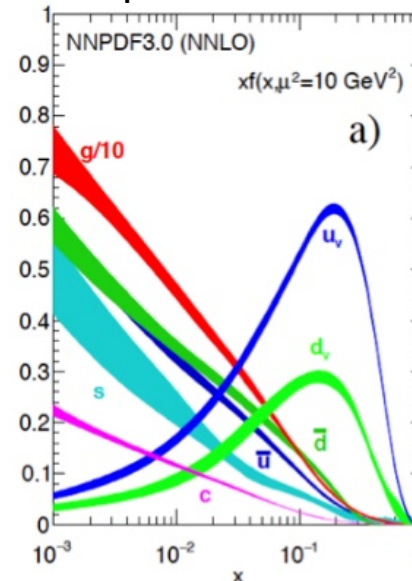 1
NNPDF3.0 (NNLO)
0.9
xf(x,μ²=10 GeV²)
0.8
a)
g/10
0.7
0.6
u_v
0.5
0.4
d_v
0.3
s
0.2
d̅
u̅
0.1
c
0
10⁻³ 10⁻² 10⁻¹
x